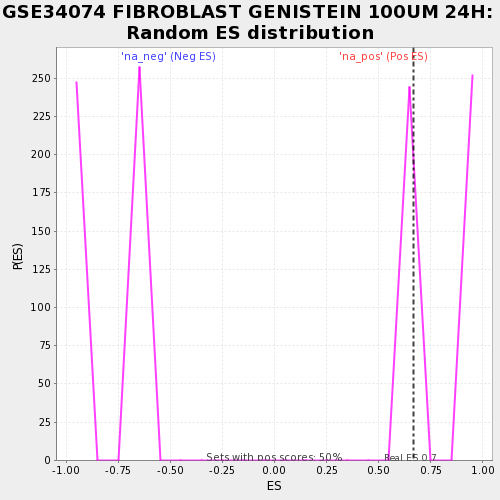 GSE34074 FIBROBLAST GENISTEIN 100UM 24H:
Random ES distribution
'na_neg' (Neg ES)
'na_pos' (Pos ES)
250
225
200
175
150
125
100
75
50
25
0
P(ES)
Sets with pos scores: 50%
Real ES 0.7
-1.00 -0.75 -0.50 -0.25 0.00 0.25 0.50 0.75 1.00
ES